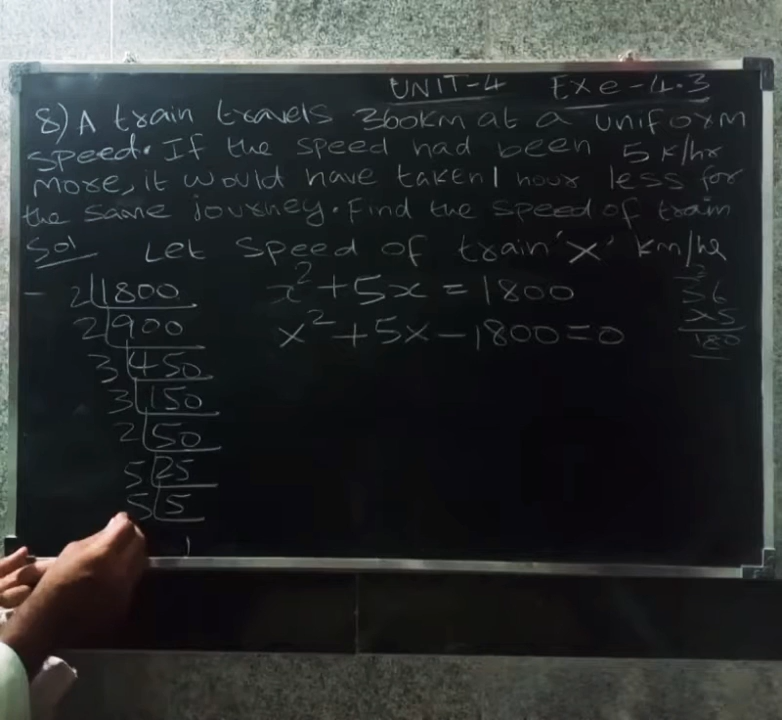 UNIT-4 Exe-4.3
8) A train travels 360KM at a uniform
speed. If the speed had been 5 K/hr
more, it would have taken 1 hour less for
the same journey. Find the speed of train
Sol Let speed of train 'x' km/hr
- 2 1800
x²+5x=1800
36
2 900
x²+5x-1800=0
x5
180
3 450
3 150
2 50
5 25
5 5
1